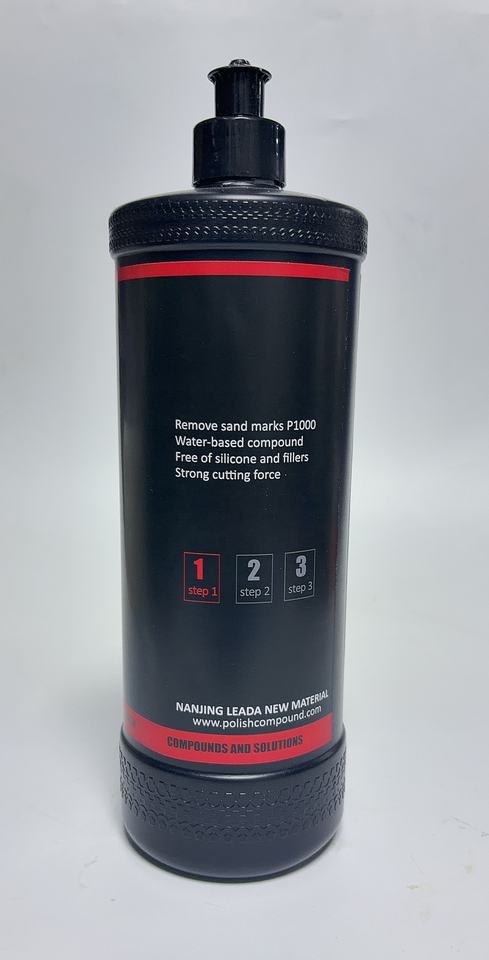 Remove sand marks P1000
Water-based compound
Free of silicone and fillers
Strong cutting force
1 2 3
step 1 step 2 step 3
NANJING LEADA NEW MATERIAL
www.polishcompound.com
COMPOUNDS AND SOLUTIONS